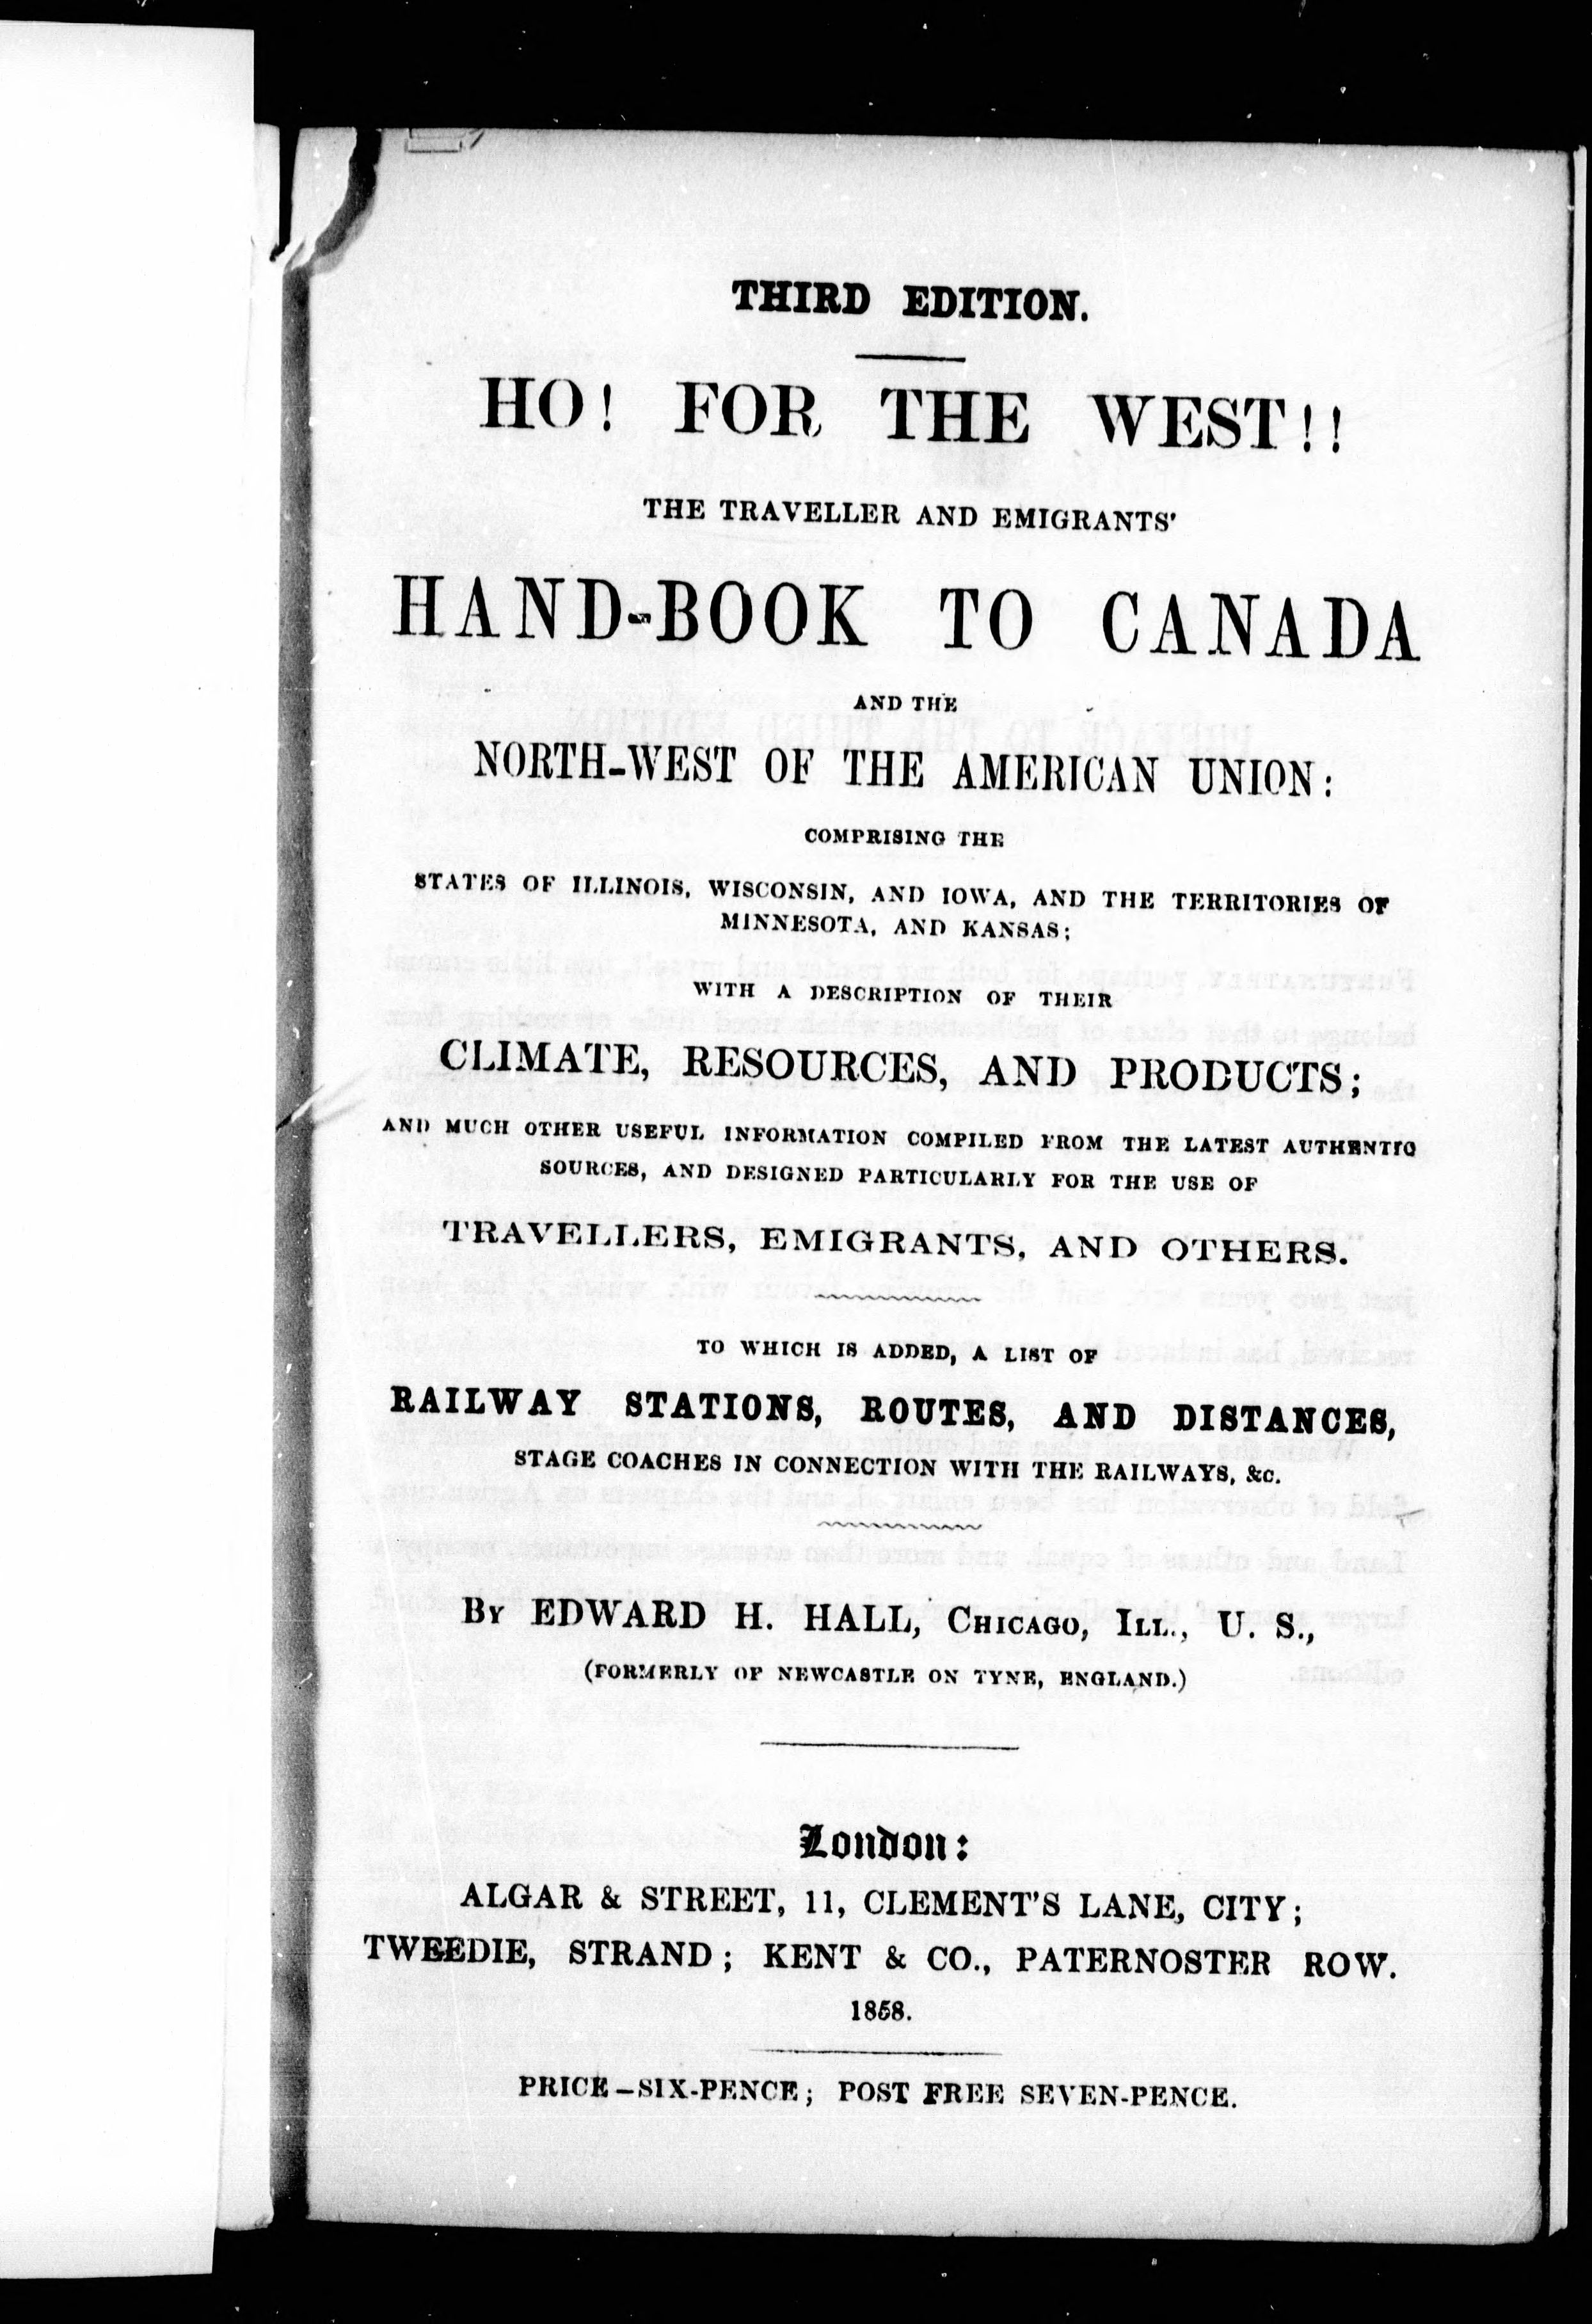 THIRD EDITION.
HO! FOR THE WEST!!
THE TRAVELLER AND EMIGRANTS'
HAND-BOOK TO CANADA
AND THE
NORTH-WEST OF THE AMERICAN UNION:
COMPRISING THE
STATES OF ILLINOIS, WISCONSIN, AND IOWA, AND THE TERRITORIES OF
MINNESOTA, AND KANSAS;
WITH A DESCRIPTION OF THEIR
CLIMATE, RESOURCES, AND PRODUCTS;
AND MUCH OTHER USEFUL INFORMATION COMPILED FROM THE LATEST AUTHENTIC
SOURCES, AND DESIGNED PARTICULARLY FOR THE USE OF
TRAVELLERS, EMIGRANTS, AND OTHERS.
TO WHICH IS ADDED, A LIST OF
RAILWAY STATIONS, ROUTES, AND DISTANCES,
STAGE COACHES IN CONNECTION WITH THE RAILWAYS, &c.
BY EDWARD H. HALL, CHICAGO, ILL., U. S.,
(FORMERLY OF NEWCASTLE ON TYNE, ENGLAND.)
London:
ALGAR & STREET, 11, CLEMENT'S LANE, CITY;
TWEEDIE, STRAND; KENT & CO., PATERNOSTER ROW.
1858.
PRICE—SIX-PENCE; POST FREE SEVEN-PENCE.